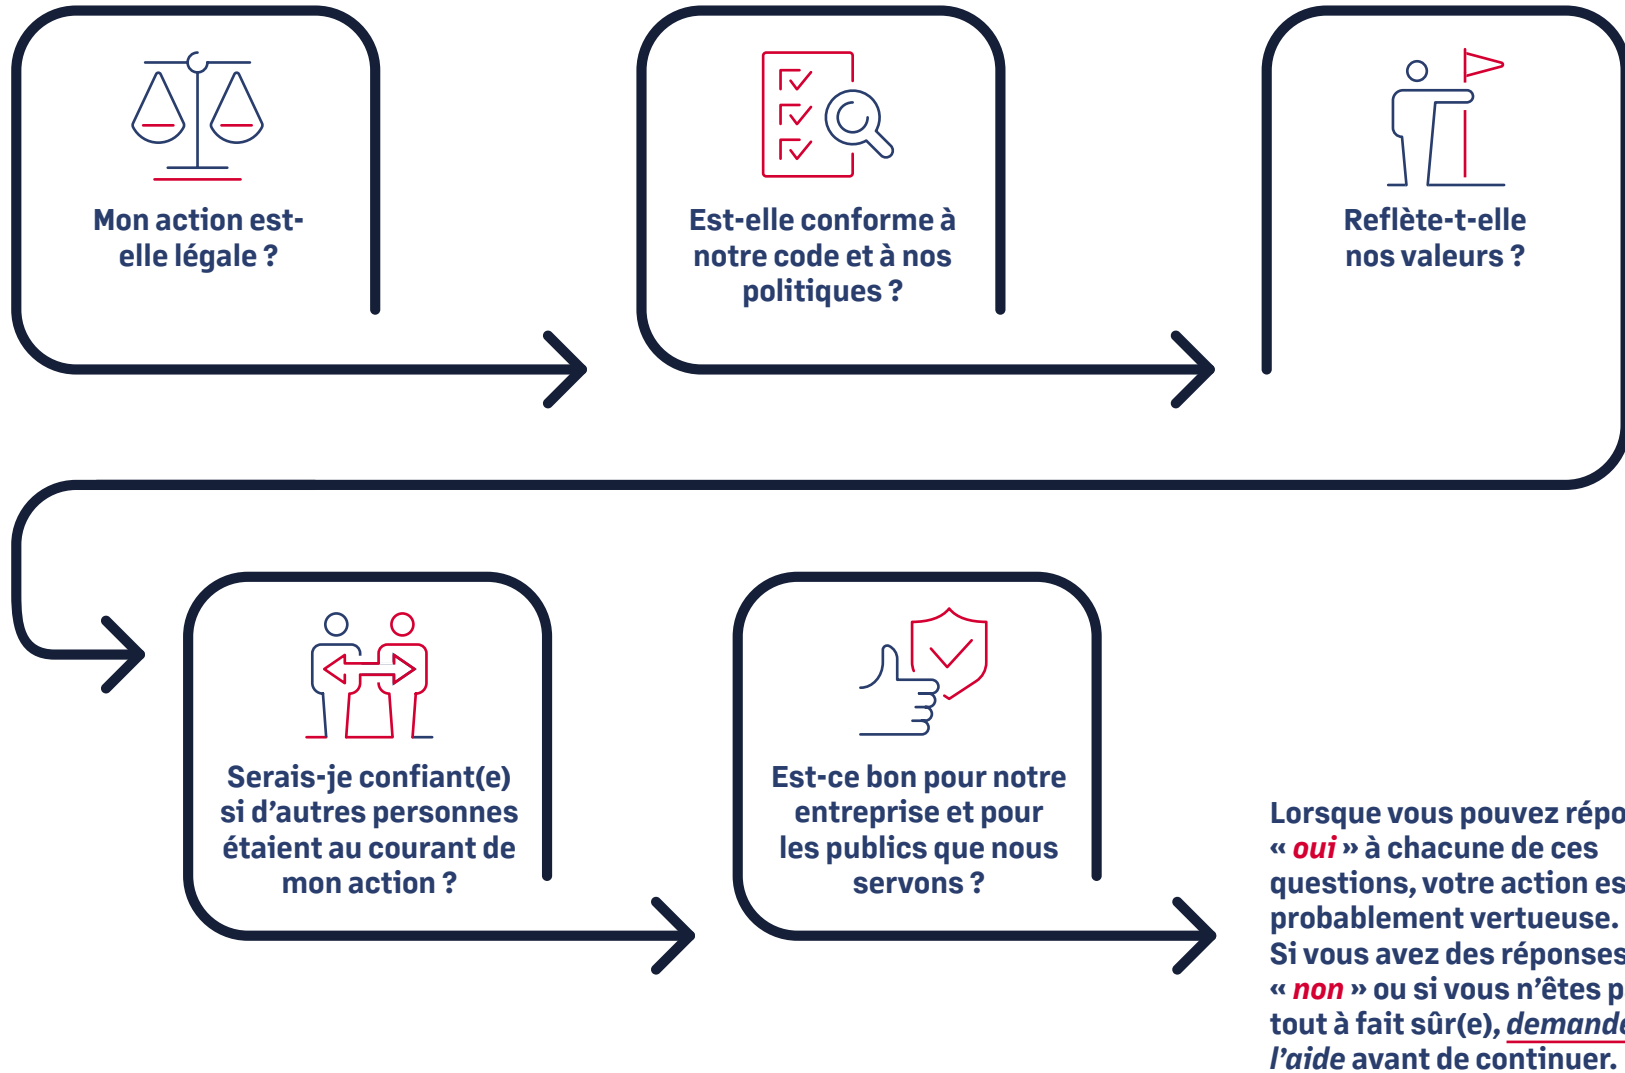 Mon action est-
elle légale ?
Est-elle conforme à
notre code et à nos
politiques ?
Reflète-t-elle
nos valeurs ?
Serais-je confiant(e)
si d’autres personnes
étaient au courant de
mon action ?
Est-ce bon pour notre
entreprise et pour
les publics que nous
servons ?
Lorsque vous pouvez
« oui » à chacune de ces
questions, votre action
probablement vertueuse.
Si vous avez des réponses
« non » ou si vous n’êtes
tout à fait sûr(e),
l’aide avant de continuer.